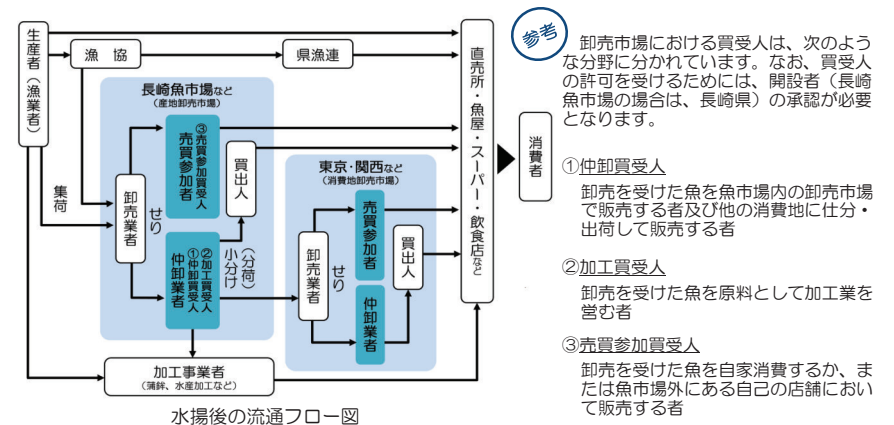 生産者（漁業者）
漁　協
県漁連
長崎魚市場など
（産地卸売市場）
集荷
卸売業者
せり
③売買参加買受人
売買参加者
買出人
②加工買受人
①仲卸買受人
仲卸業者
（分荷）
小分け
東京・関西など
（消費地卸売市場）
卸売業者
せり
売買参加者
仲卸業者
買出人
加工事業者
（蒲鉾、水産加工など）
直売所・魚屋・スーパー・飲食店など
消費者
水揚後の流通フロー図
参考
卸売市場における買受人は、次のよう
な分野に分かれています。なお、買受人
の許可を受けるためには、開設者（長崎
魚市場の場合は、長崎県）の承認が必要
となります。
①仲卸買受人
卸売を受けた魚を魚市場内の卸売市場
で販売する者及び他の消費地に仕分・
出荷して販売する者
②加工買受人
卸売を受けた魚を原料として加工業を
営む者
③売買参加買受人
卸売を受けた魚を自家消費するか、ま
たは魚市場外にある自己の店舗におい
て販売する者